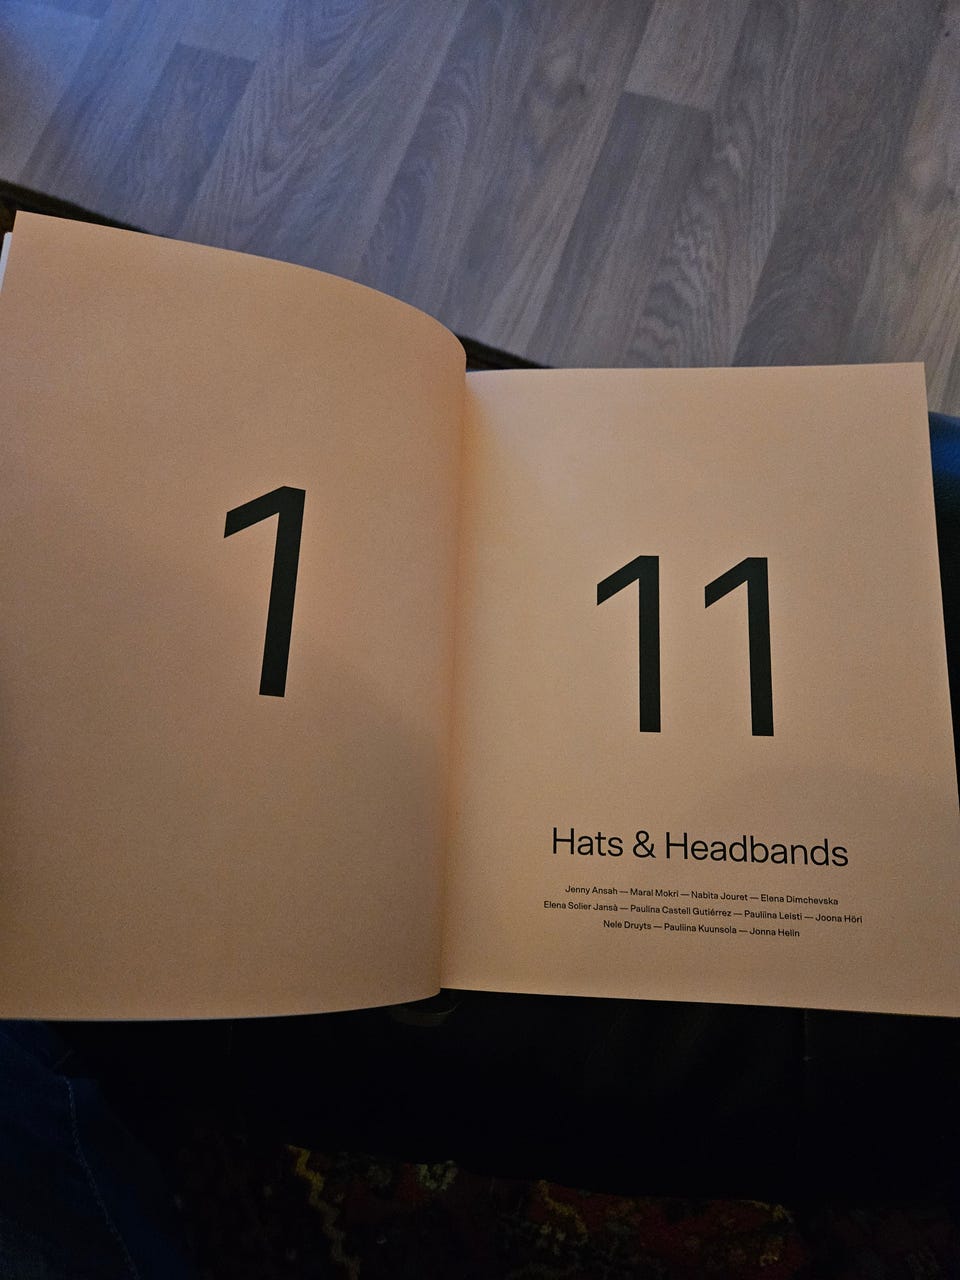 1
11
Hats & Headbands
Jenny Ansah — Maral Mokri — Nabita Jouret — Elena Dimchevska
Elena Solier Jansà — Paulina Castell Gutiérrez — Pauliina Leisti — Joona Höri
Nele Druyts — Pauliina Kuunsola — Jonna Helin